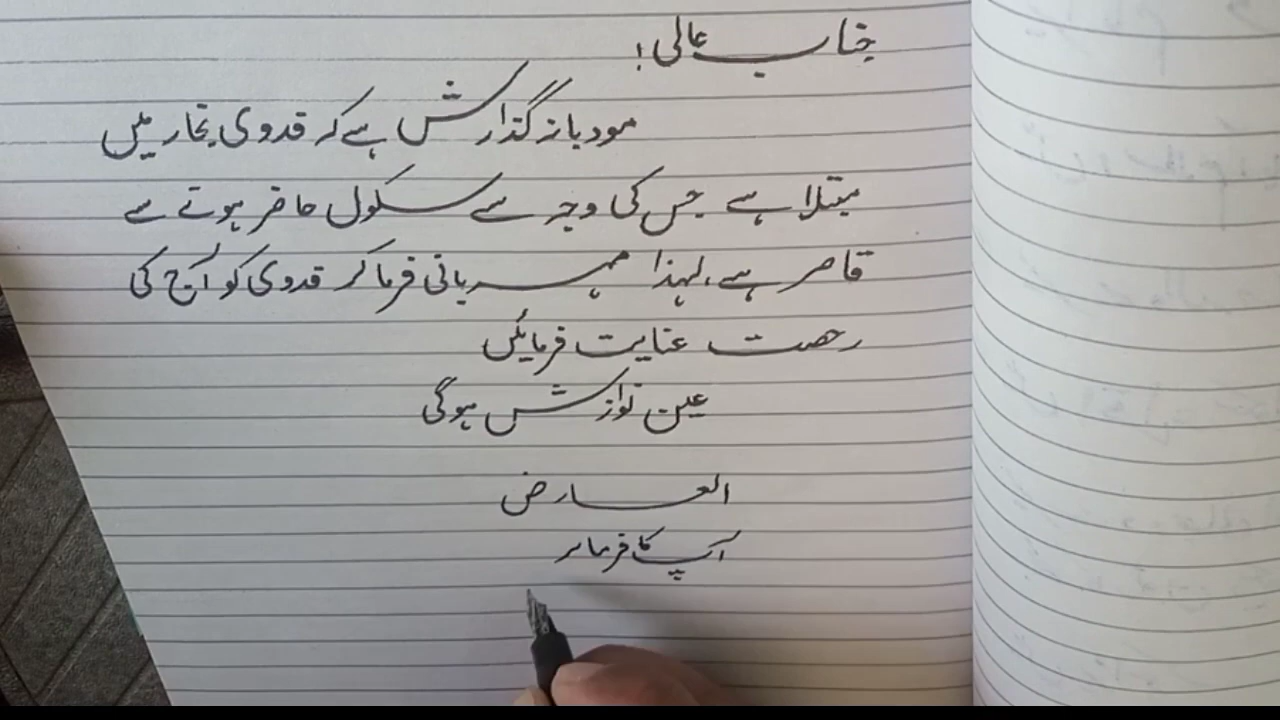 جناب عالی!
مودبانہ گذارش ہے کہ فدوی بخار میں
مبتلا ہے جس کی وجہ سے سکول حاضر ہونے سے
قاصر ہے، لہذا مہربانی فرما کر فدوی کو آج کی
رخصت عنایت فرمائیں
عین نوازش ہوگی
العارض
آپ کا فرماں